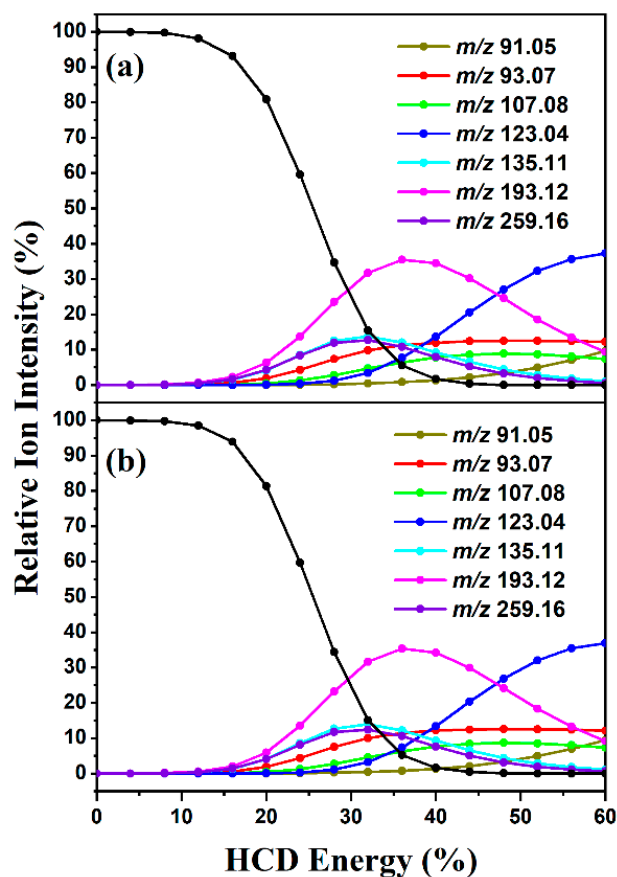 Relative Ion Intensity (%)
100
90
80
70
60
50
40
30
20
10
0
(a)
m/z 91.05
m/z 93.07
m/z 107.08
m/z 123.04
m/z 135.11
m/z 193.12
m/z 259.16
100
90
80
70
60
50
40
30
20
10
0
(b)
m/z 91.05
m/z 93.07
m/z 107.08
m/z 123.04
m/z 135.11
m/z 193.12
m/z 259.16
0 10 20 30 40 50 60
HCD Energy (%)